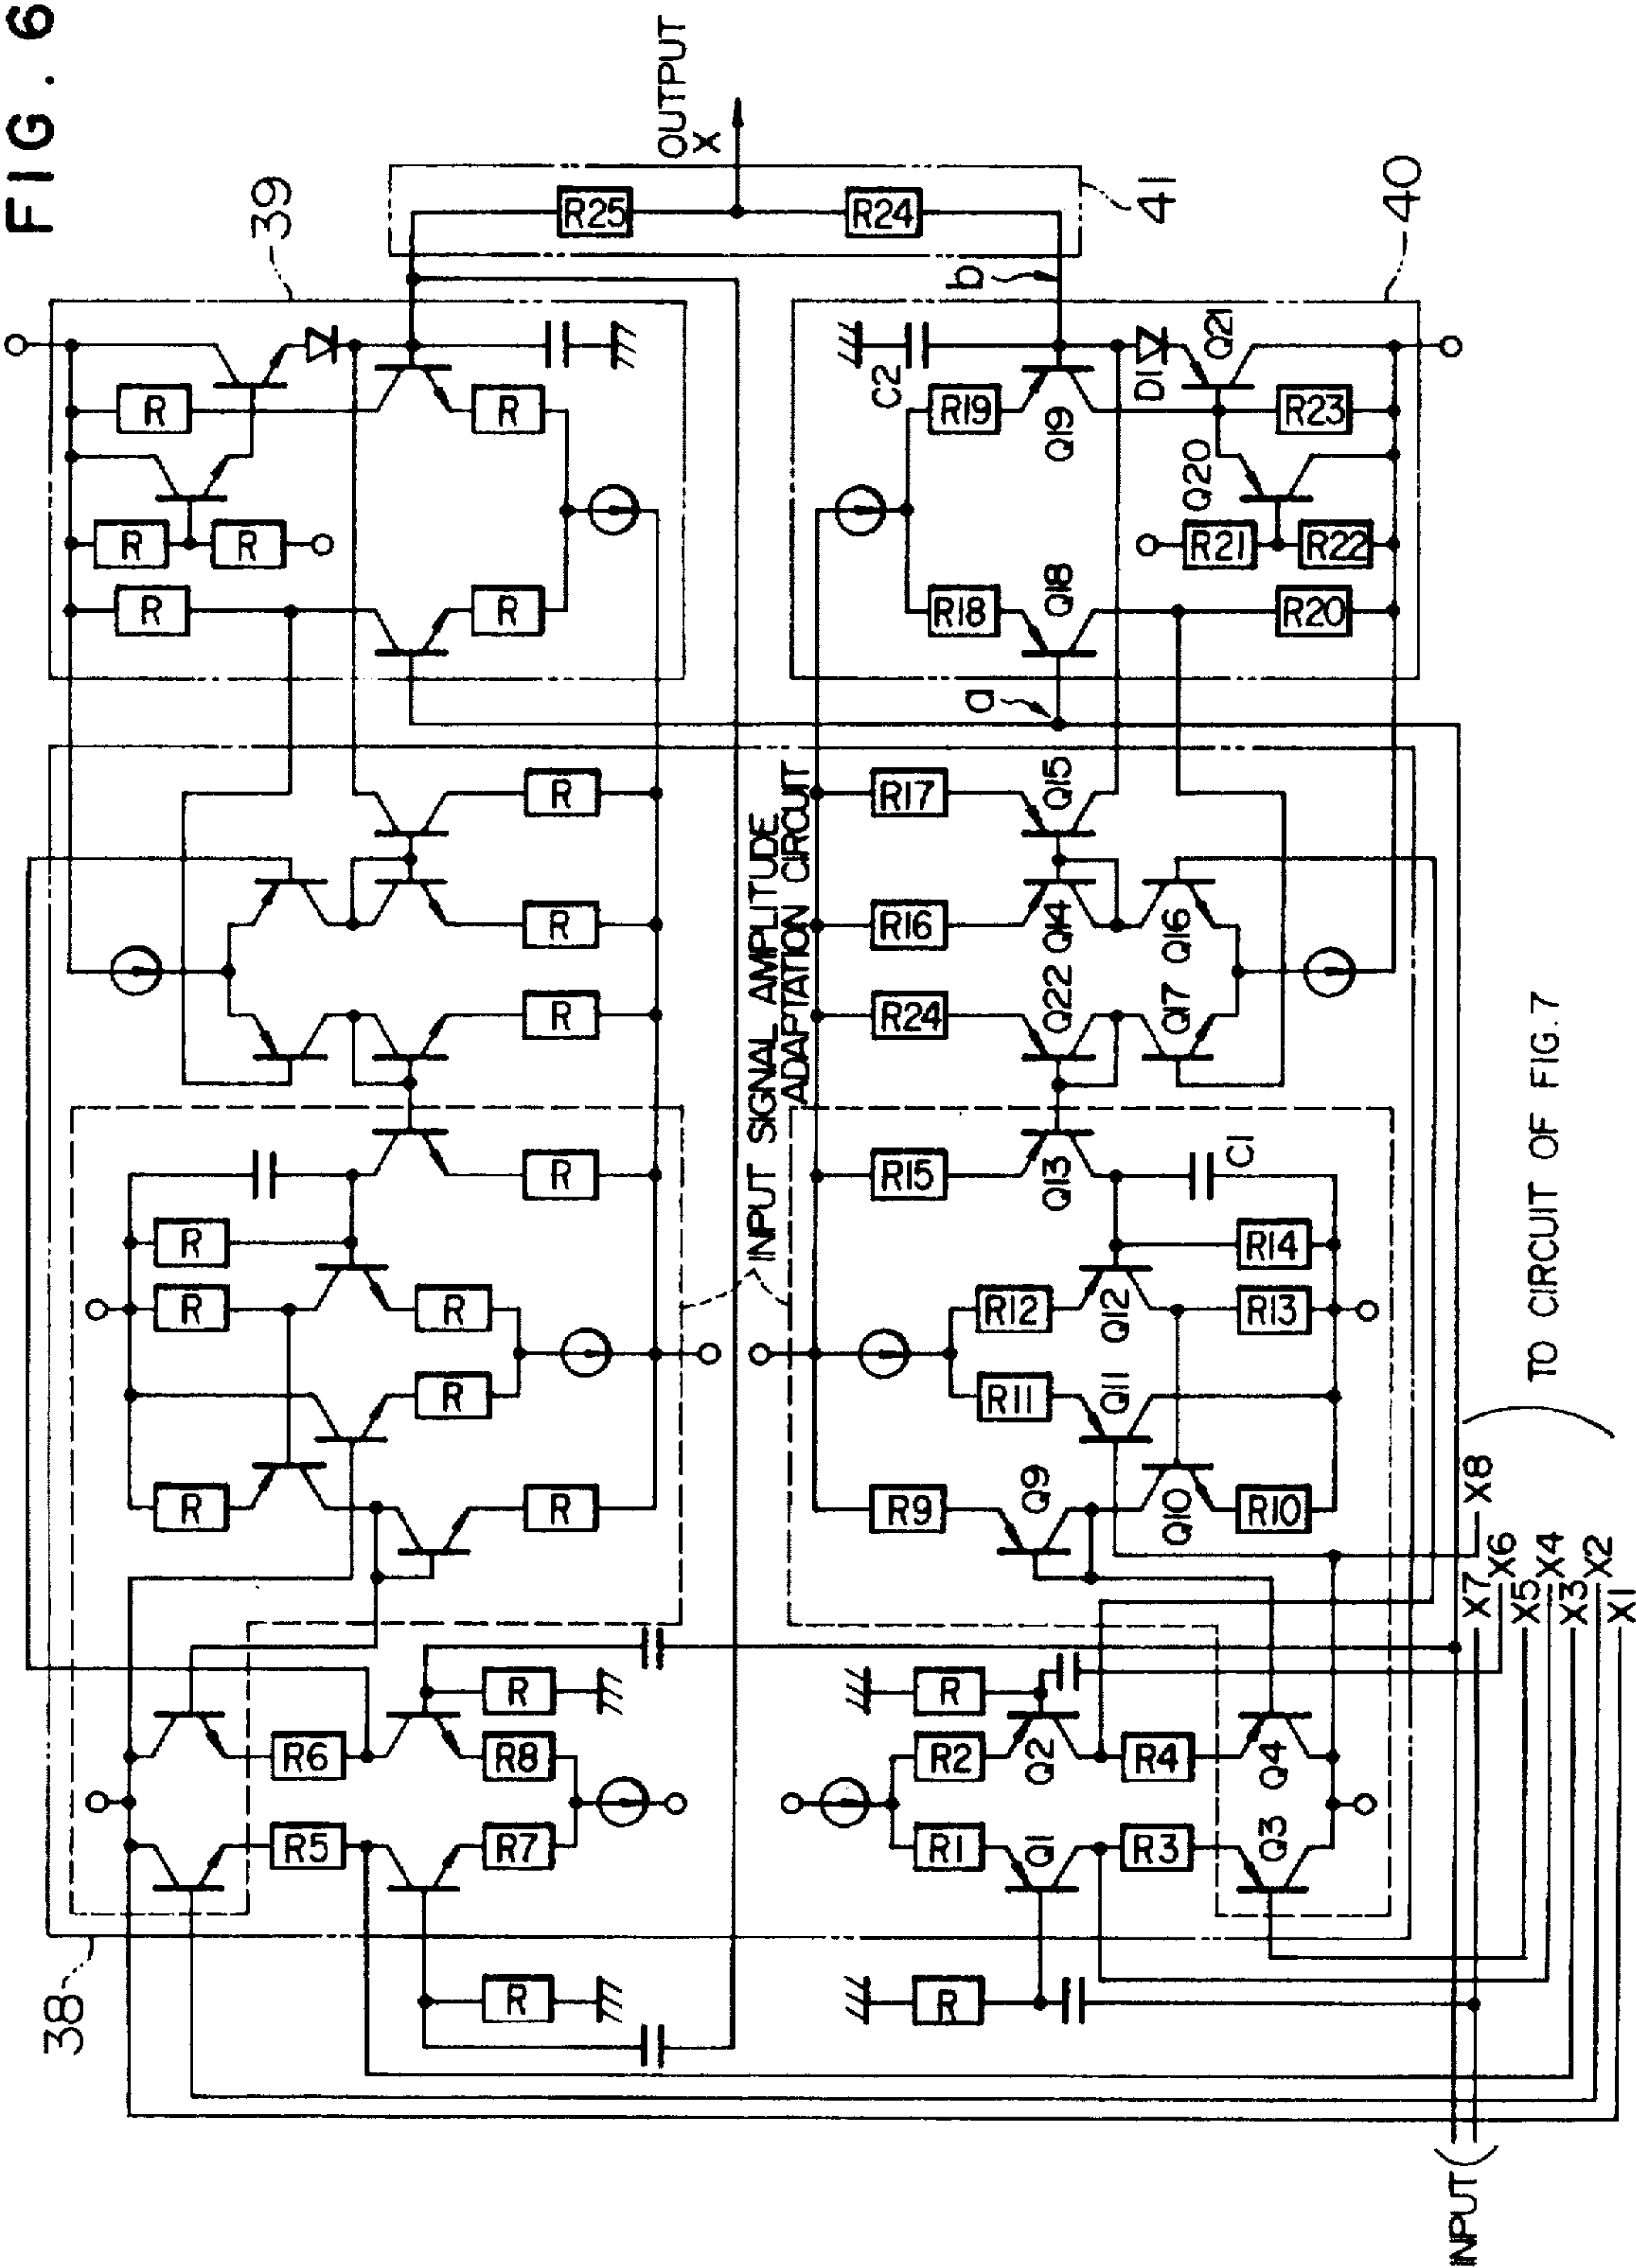 FIG. 6
39
OUTPUT
X
R25
R24
41
b
40
R
R
R
R
R
R
C2
R19
Q19
D1
Q21
R23
Q20
R21
R22
R18
Q18
R20
a
INPUT SIGNAL AMPLITUDE
ADAPTATION CIRCUIT
R
R
R
R17
Q15
R16
Q14
Q16
R24
Q22
Q17
R
R
R
R
R
R
R
R15
Q13
C1
R14
R12
Q12
R13
R11
Q11
R9
Q9
Q10
R10
TO CIRCUIT OF FIG.7
X8
X6
X7
X4
X5
X2
X3
X1
R
R6
R8
R5
R7
R
R
R2
Q2
R4
Q4
R1
Q1
R3
Q3
R
38
INPUT